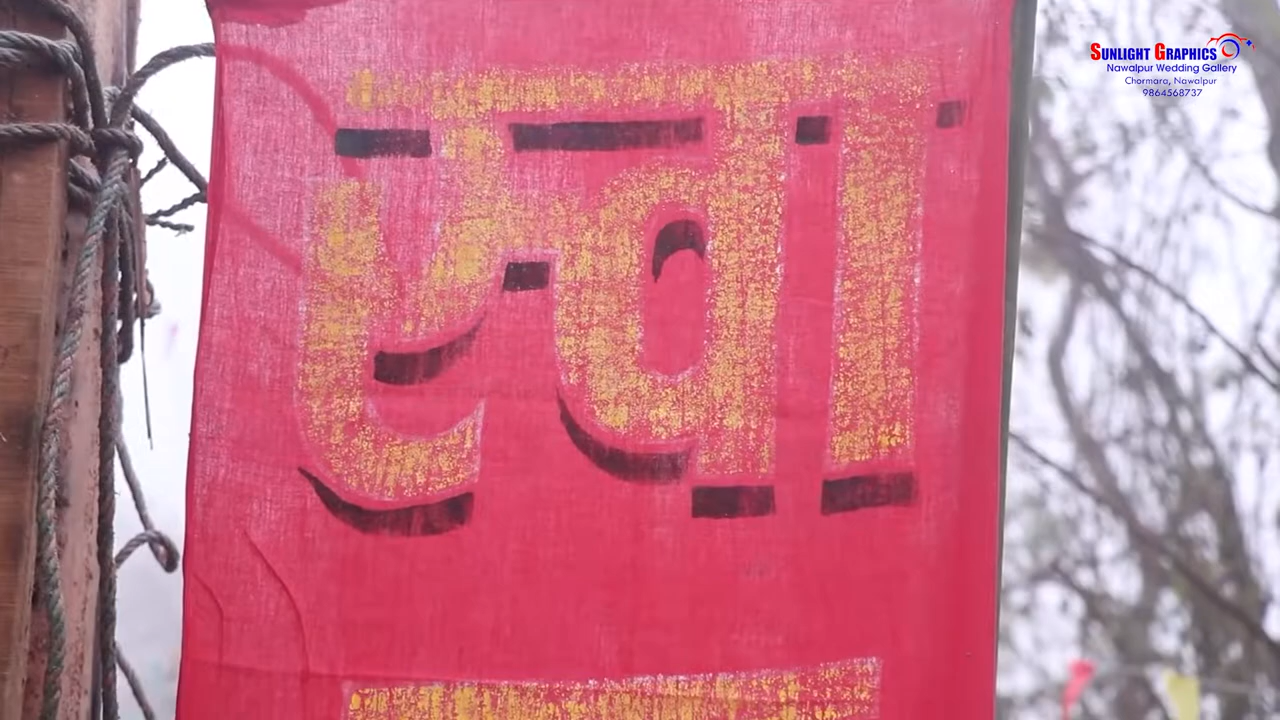 स्वा
SUNLIGHT GRAPHICS
Nawalpur Wedding Gallery
Chormara, Nawalpur
9864568737